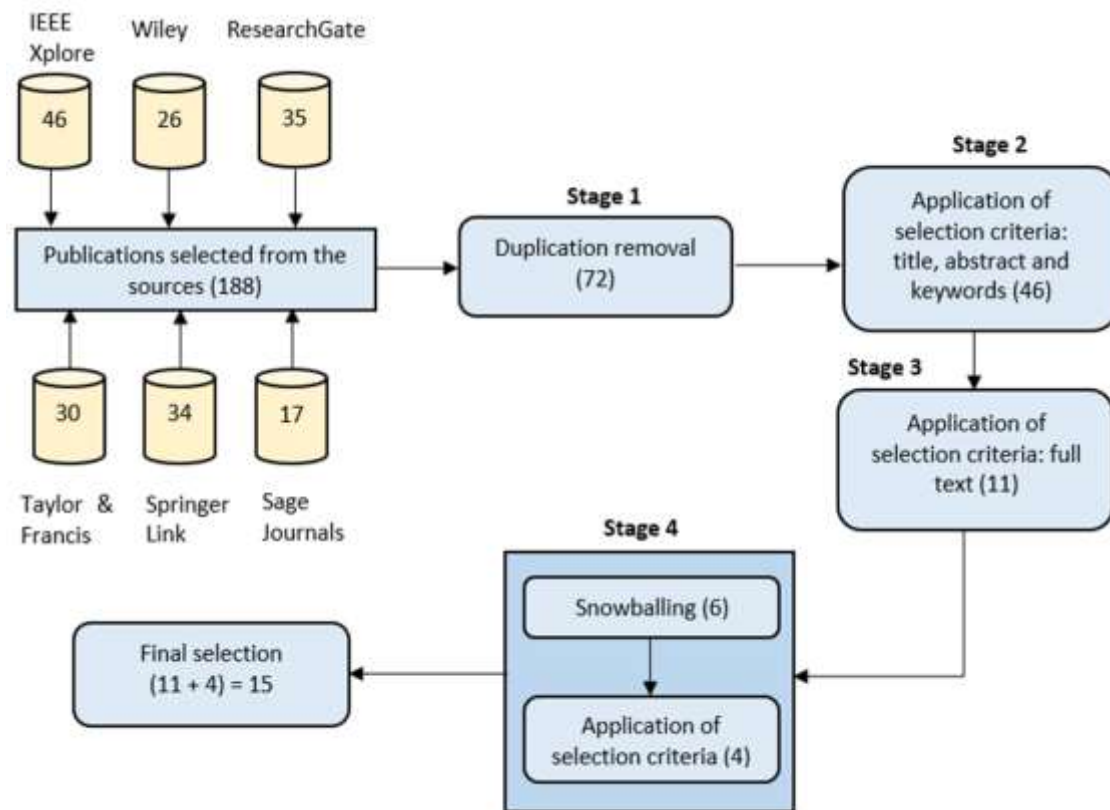 IEEE
Xplore
Wiley
ResearchGate
46
26
35
Publications selected from the
sources (188)
30
34
17
Taylor & 
Francis
Springer
Link
Sage
Journals
Stage 1
Duplication removal
(72)
Stage 2
Application of
selection criteria:
title, abstract and
keywords (46)
Stage 3
Application of
selection criteria: full
text (11)
Stage 4
Snowballing (6)
Application of
selection criteria (4)
Final selection
(11 + 4) = 15